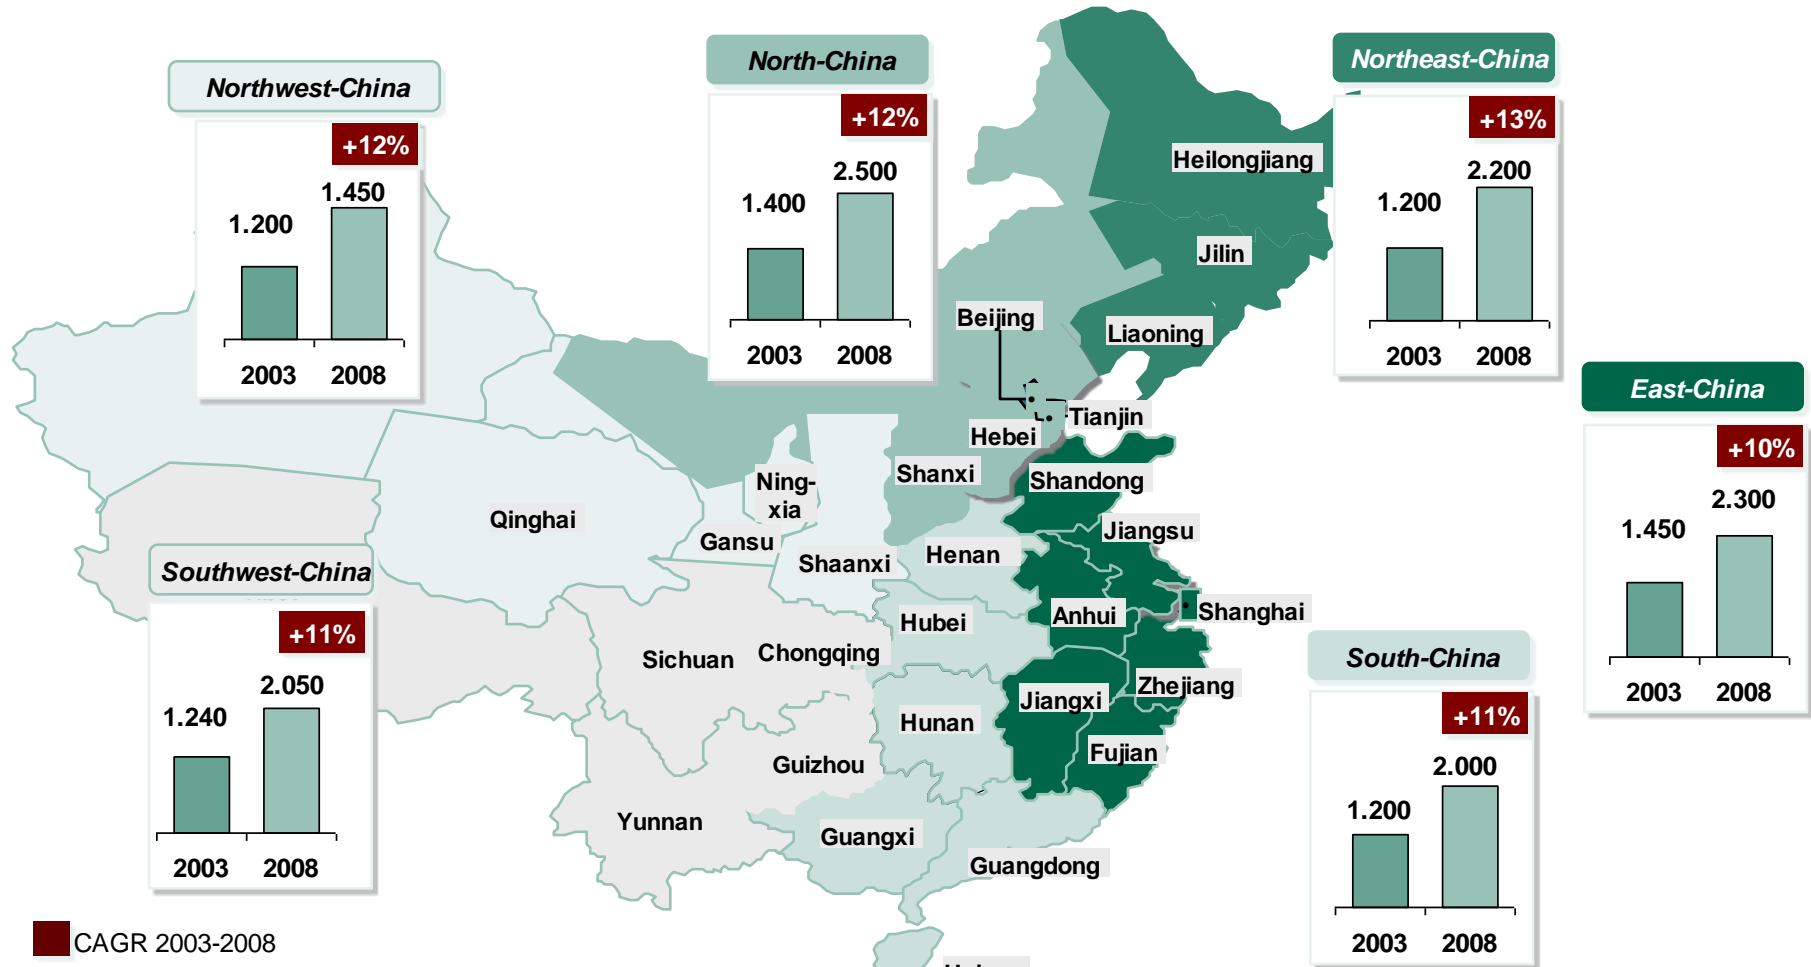 Northwest-China
+12%
1.200
1.450
2003
2008
North-China
+12%
1.400
2.500
2003
2008
Northeast-China
+13%
1.200
2.200
2003
2008
East-China
+10%
1.450
2.300
2003
2008
Southwest-China
+11%
1.240
2.050
2003
2008
South-China
+11%
1.200
2.000
2003
2008
Heilongjiang
Jilin
Liaoning
Beijing
Tianjin
Hebei
Shanxi
Shandong
Ning-
xia
Qinghai
Gansu
Shaanxi
Henan
Jiangsu
Hubei
Anhui
Shanghai
Sichuan
Chongqing
Jiangxi
Zhejiang
Hunan
Fujian
Guizhou
Yunnan
Guangxi
Guangdong
CAGR 2003-2008